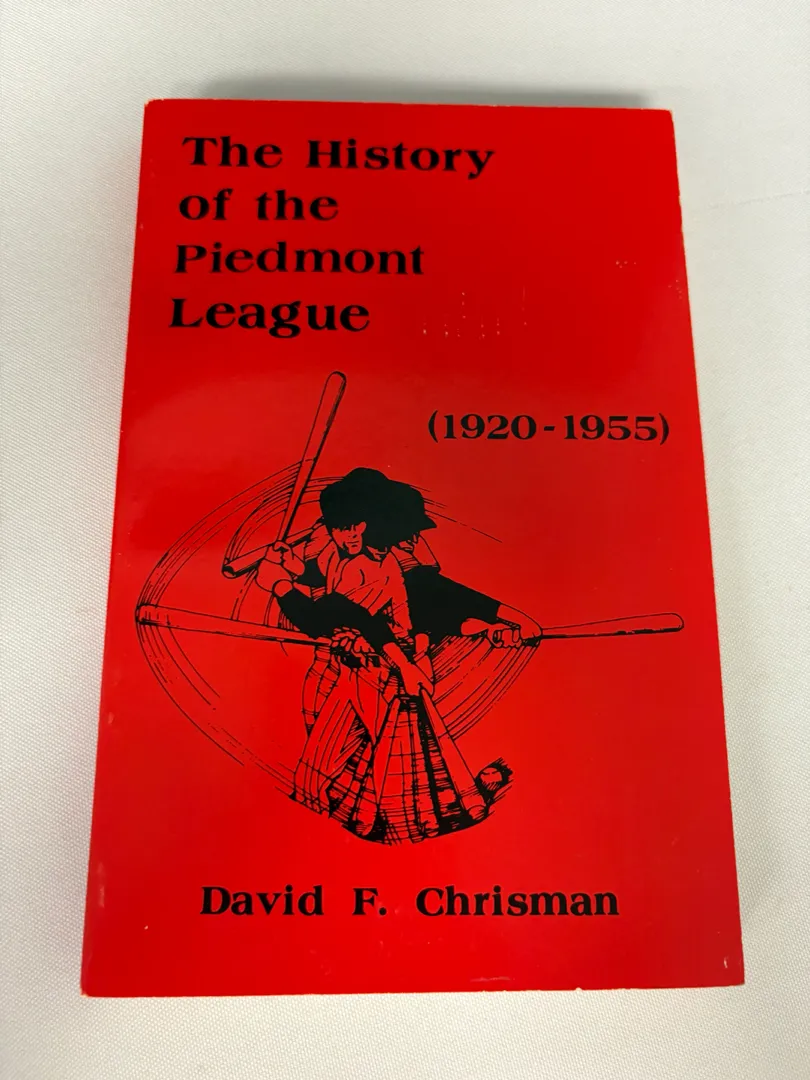 The History
of the
Piedmont
League
(1920-1955)
David F. Chrisman